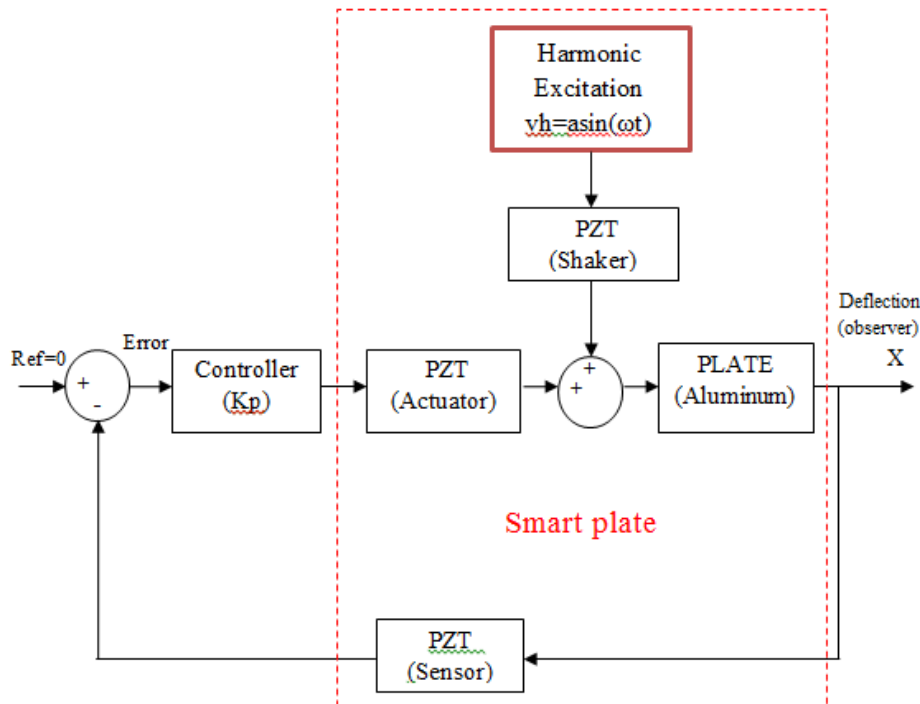 Harmonic
Excitation
vh=asin(ωt)
PZT
(Shaker)
Deflection
(observer)
X
Ref=0
Error
+
-
Controller
(Kp)
PZT
(Actuator)
+
+
PLATE
(Aluminum)
Smart plate
PZT
(Sensor)